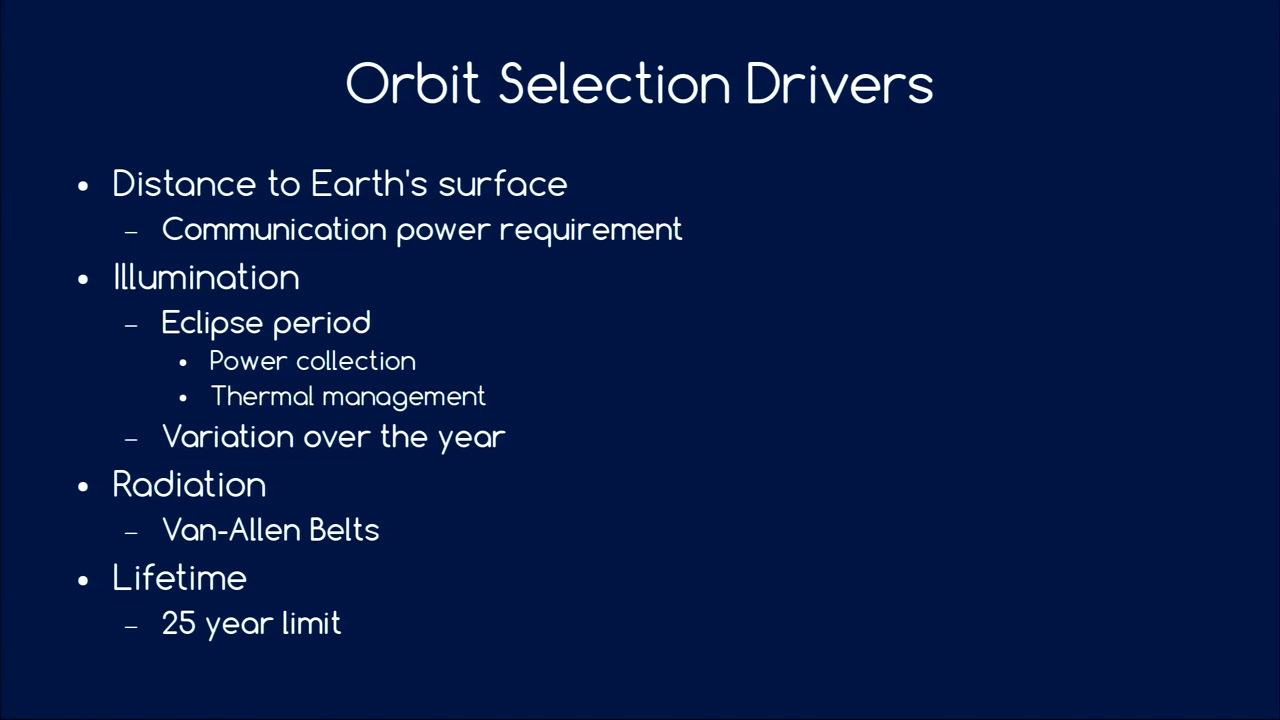 Orbit Selection Drivers
• Distance to Earth's surface
– Communication power requirement
• Illumination
– Eclipse period
• Power collection
• Thermal management
– Variation over the year
• Radiation
– Van-Allen Belts
• Lifetime
– 25 year limit